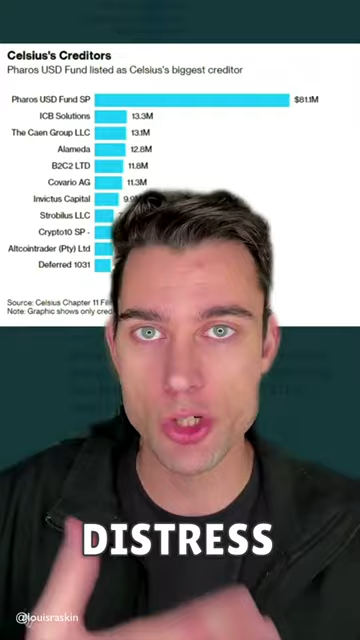 Celsius's Creditors
Pharos USD Fund listed as Celsius's biggest creditor
Pharos USD Fund SP $81.1M
ICB Solutions 13.3M
The Caen Group LLC 13.1M
Alameda 12.8M
B2C2 LTD 11.8M
Covario AG 11.3M
Invictus Capital
Strobilus LLC
Crypto10 SP -
Altcointrader (Pty) Ltd
Deferred 1031
Source: Celsius Chapter 11
Note: Graphic shows only
DISTRESS
@louisraskin